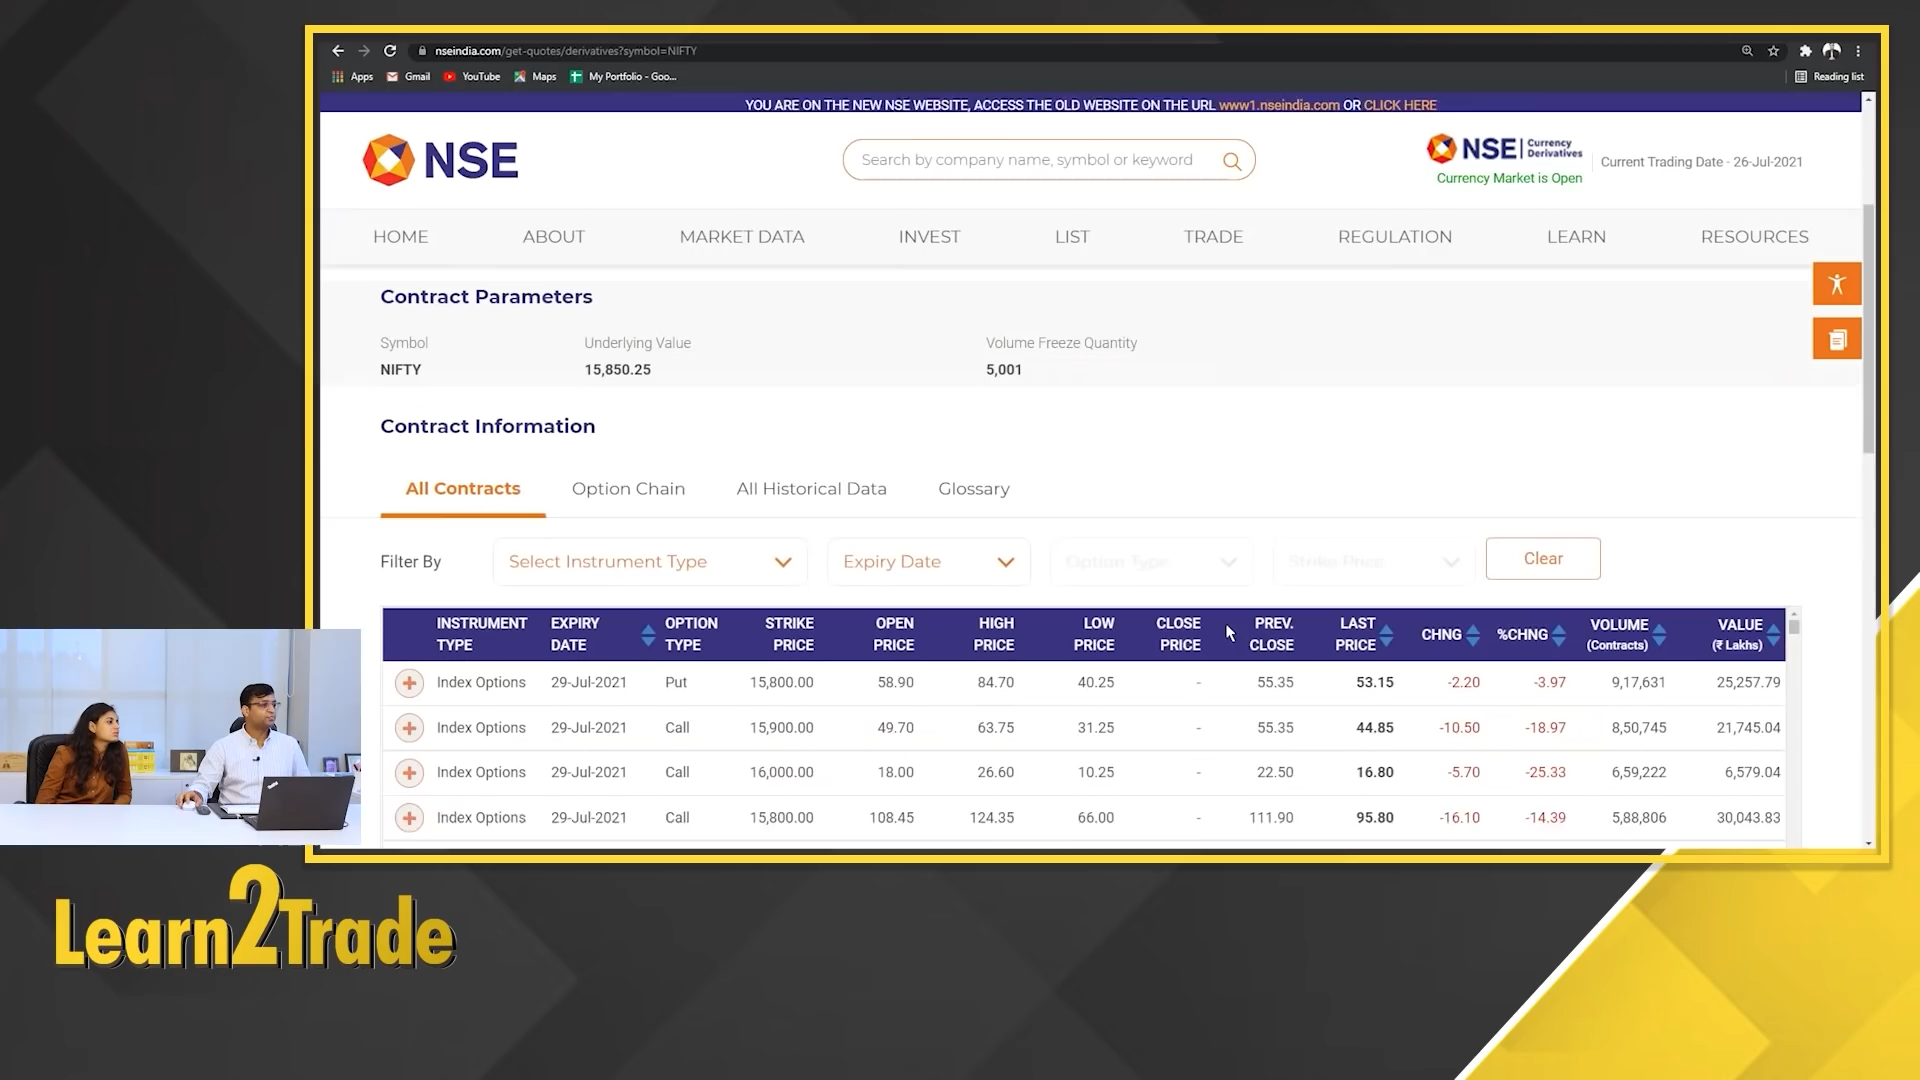 nseindia.com/get-quotes/derivatives?symbol=NIFTY
Apps Gmail YouTube Maps My Portfolio - Goo... Reading list
YOU ARE ON THE NEW NSE WEBSITE, ACCESS THE OLD WEBSITE ON THE URL www1.nseindia.com OR CLICK HERE
NSE
Search by company name, symbol or keyword
NSE Currency Derivatives
Currency Market is Open
Current Trading Date - 26-Jul-2021
HOME ABOUT MARKET DATA INVEST LIST TRADE REGULATION LEARN RESOURCES
Contract Parameters
Symbol Underlying Value Volume Freeze Quantity
NIFTY 15,850.25 5,001
Contract Information
All Contracts Option Chain All Historical Data Glossary
Filter By Select Instrument Type Expiry Date Option Type Strike Price Clear
INSTRUMENT TYPE EXPIRY DATE OPTION TYPE STRIKE PRICE OPEN PRICE HIGH PRICE LOW PRICE CLOSE PRICE PREV. CLOSE LAST PRICE CHNG %CHNG VOLUME (Contracts) VALUE (₹ Lakhs)
Index Options 29-Jul-2021 Put 15,800.00 58.90 84.70 40.25 - 55.35 53.15 -2.20 -3.97 9,17,631 25,257.79
Index Options 29-Jul-2021 Call 15,900.00 49.70 63.75 31.25 - 55.35 44.85 -10.50 -18.97 8,50,745 21,745.04
Index Options 29-Jul-2021 Call 16,000.00 18.00 26.60 10.25 - 22.50 16.80 -5.70 -25.33 6,59,222 6,579.04
Index Options 29-Jul-2021 Call 15,800.00 108.45 124.35 66.00 - 111.90 95.80 -16.10 -14.39 5,88,806 30,043.83
Learn2Trade